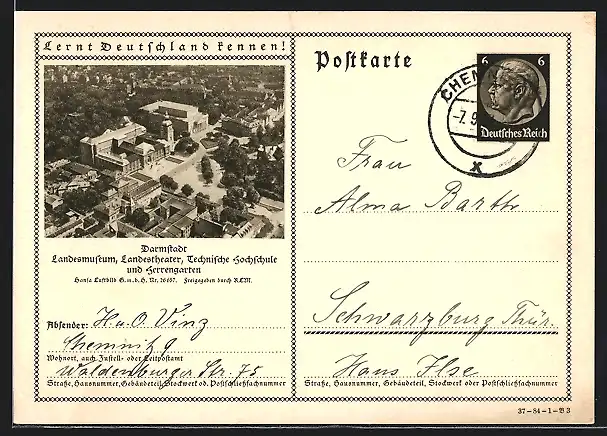 Lernt Deutschland kennen!
Darmstadt
Landesmuseum, Landestheater, Technische Hochschule
und Herrengarten
Hansa Luftbild G.m.b.H. Nr. 26467. Freigegeben durch RLM.
Absender: H. u. O. Vinz
Chemnitz 9
Wohnort, auch Zustell- oder Leitpostamt
Waldenburger Str. 75
Straße, Hausnummer, Gebäudeteil, Stockwerk od. Postschließfachnummer
Postkarte
CHEM
-7.9
x
6 6
Deutsches Reich
Frau
Alma Barth
Schwarzburg Thür.
Haus Ilse
Straße, Hausnummer, Gebäudeteil, Stockwerk oder Postschließfachnummer
37-84-1-B3